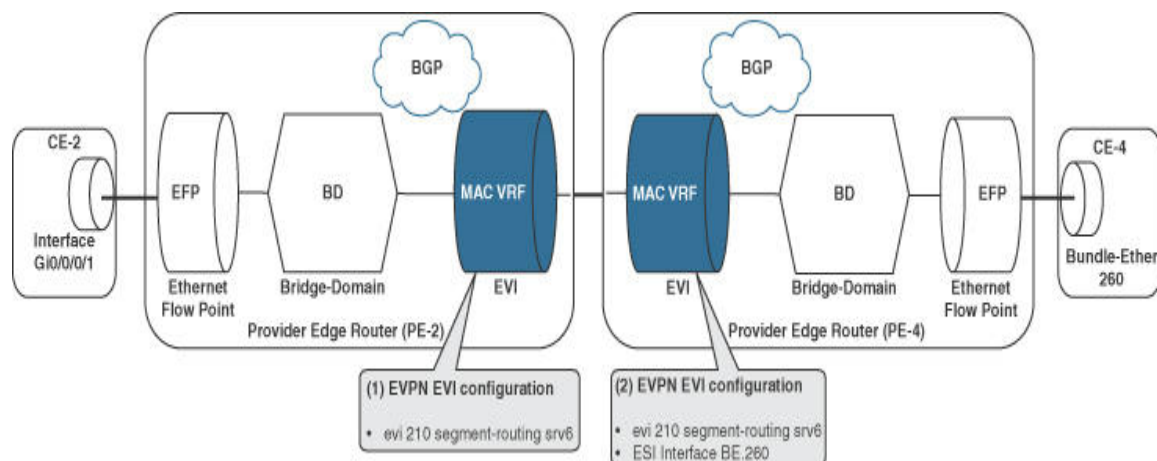 BGP
BGP
CE-2
Interface
Gi0/0/0/1
EFP
Ethernet
Flow Point
BD
Bridge-Domain
MAC VRF
EVI
Provider Edge Router (PE-2)
MAC VRF
EVI
BD
Bridge-Domain
EFP
Ethernet
Flow Point
Provider Edge Router (PE-4)
CE-4
Bundle-Ether
260
(1) EVPN EVI configuration
• evi 210 segment-routing srv6
(2) EVPN EVI configuration
• evi 210 segment-routing srv6
• ESI Interface BE.260